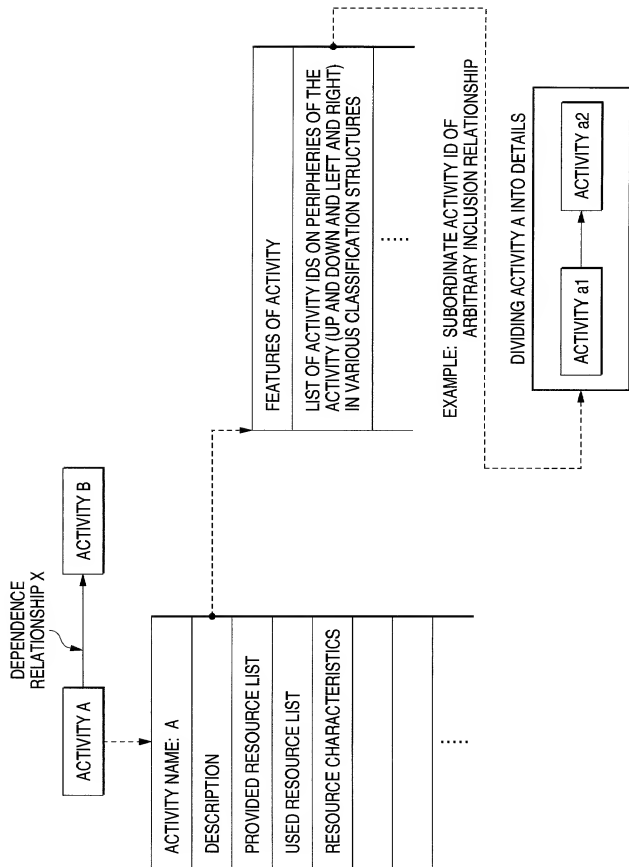 DEPENDENCE
RELATIONSHIP X
ACTIVITY A
ACTIVITY B
ACTIVITY NAME: A
DESCRIPTION
PROVIDED RESOURCE LIST
USED RESOURCE LIST
RESOURCE CHARACTERISTICS
.....
FEATURES OF ACTIVITY
LIST OF ACTIVITY IDS ON PERIPHERIES OF THE
ACTIVITY (UP AND DOWN AND LEFT AND RIGHT)
IN VARIOUS CLASSIFICATION STRUCTURES
.....
EXAMPLE: SUBORDINATE ACTIVITY ID OF
ARBITRARY INCLUSION RELATIONSHIP
DIVIDING ACTIVITY A INTO DETAILS
ACTIVITY a1
ACTIVITY a2